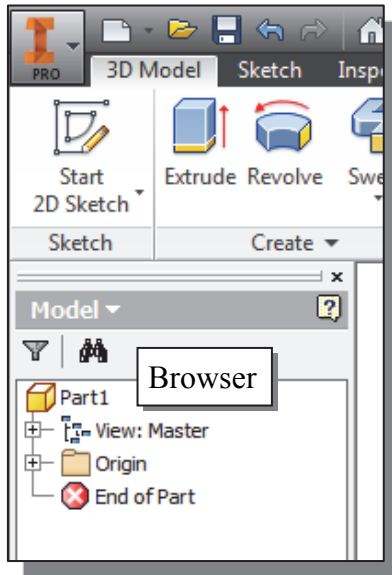 PRO
3D Model Sketch
Start
2D Sketch
Extrude Revolve
Sketch
Create
Model
Browser
Part1
View: Master
Origin
End of Part